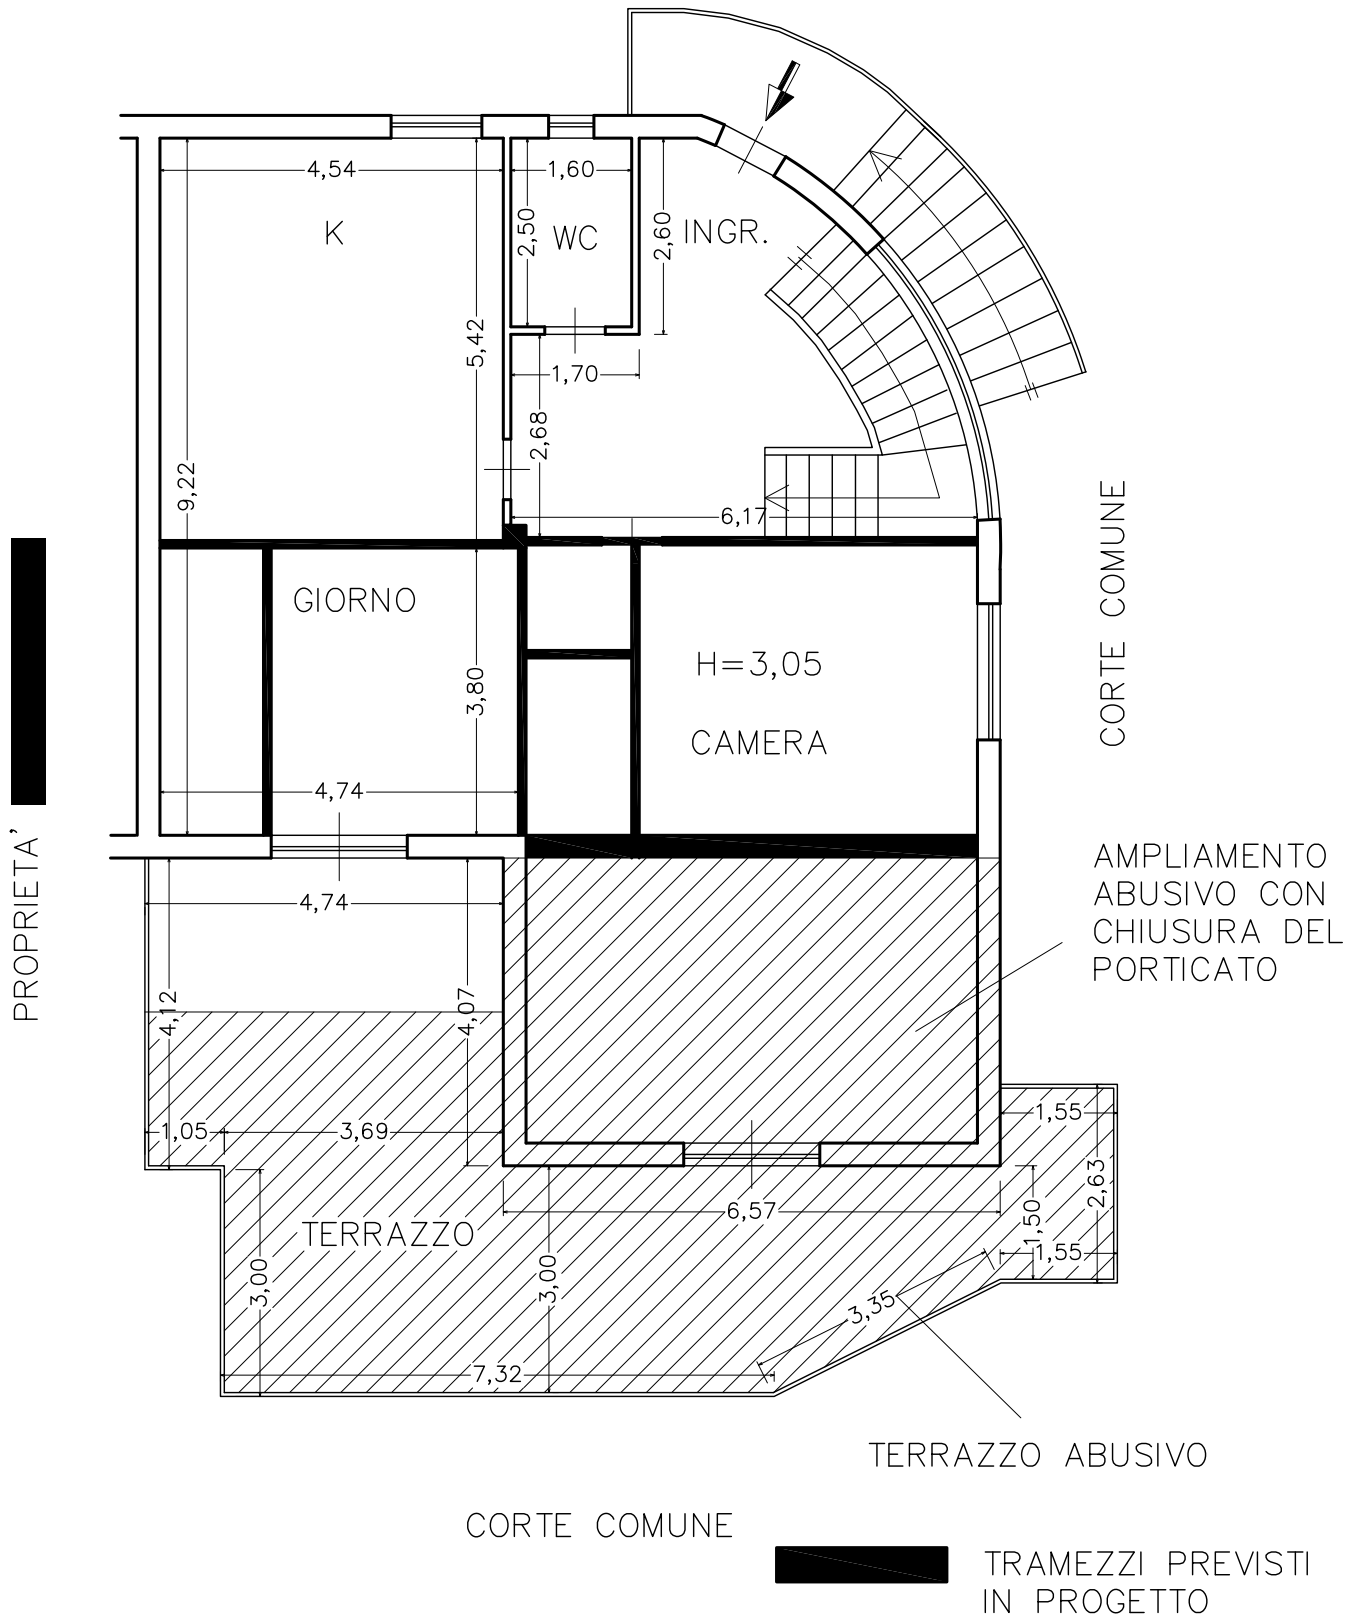 4,54
1,60
K
2,50
WC
2,60
INGR.
5,42
1,70
2,68
9,22
6,17
CORTE COMUNE
GIORNO
H=3,05
3,80
CAMERA
4,74
PROPRIETA'
AMPLIAMENTO
ABUSIVO CON
CHIUSURA DEL
PORTICATO
4,74
4,12
4,07
1,05
3,69
1,55
2,63
6,57
1,50
TERRAZZO
1,55
3,00
3,00
3,35
7,32
TERRAZZO ABUSIVO
CORTE COMUNE
TRAMEZZI PREVISTI
IN PROGETTO